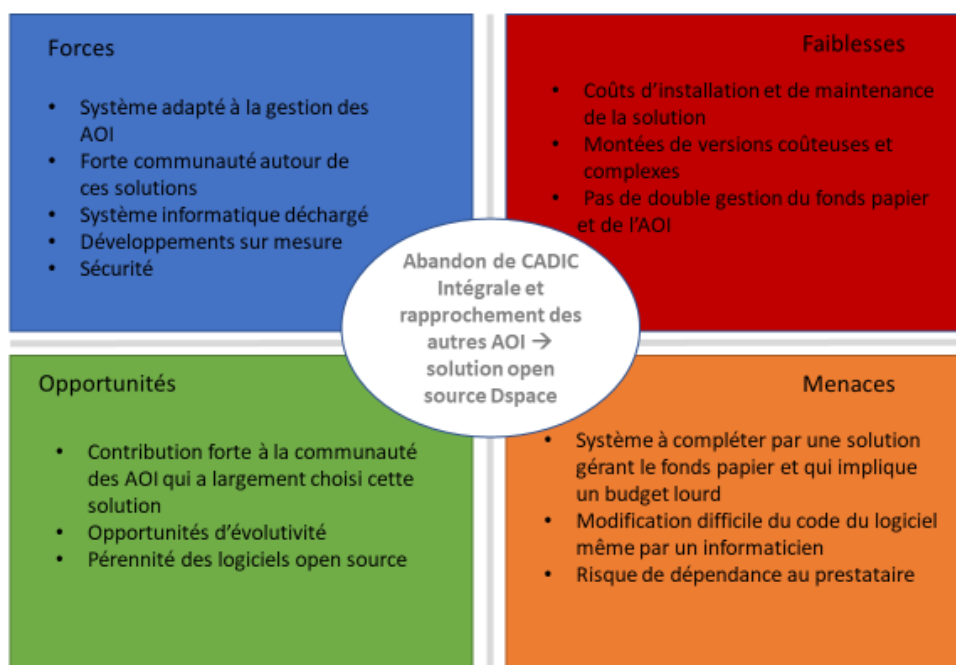 Forces
• Système adapté à la gestion des
AOI
• Forte communauté autour de
ces solutions
• Système informatique déchargé
• Développements sur mesure
• Sécurité
Faiblesses
• Coûts d'installation et de maintenance
de la solution
• Montées de versions coûteuses et
complexes
• Pas de double gestion du fonds papier
et de l'AOI
Abandon de CADIC
Intégrale et
rapprochement des
autres AOI →
solution open
source Dspace
Opportunités
• Contribution forte à la communauté
des AOI qui a largement choisi cette
solution
• Opportunités d'évolutivité
• Pérennité des logiciels open source
Menaces
• Système à compléter par une solution
gérant le fonds papier et qui implique
un budget lourd
• Modification difficile du code du logiciel
même par un informaticien
• Risque de dépendance au prestataire